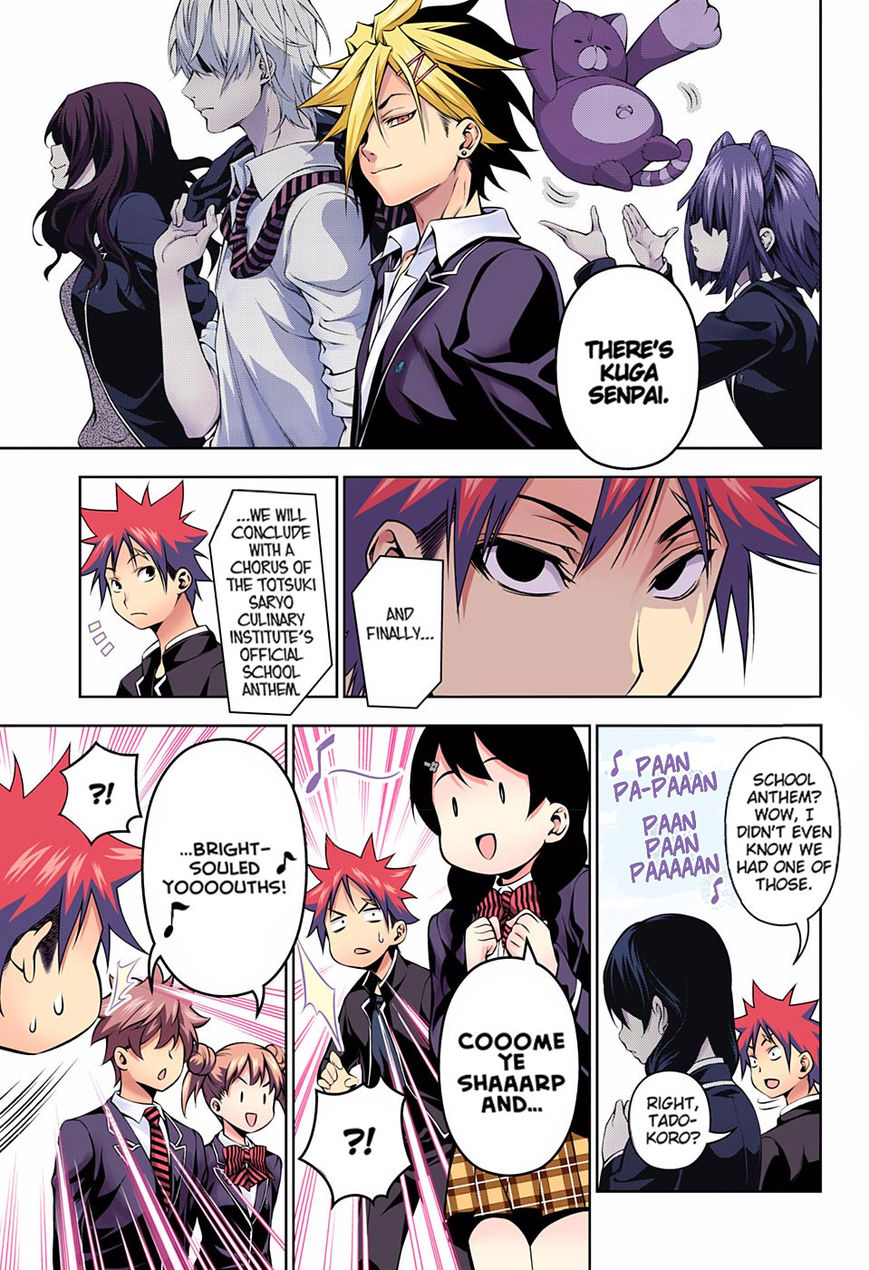 THERE'S
KUGA
SENPAI.
AND
FINALLY...
...WE WILL
CONCLUDE
WITH A
CHORUS OF
THE TOTSUKI
SARYO
CULINARY
INSTITUTE'S
OFFICIAL
SCHOOL
ANTHEM.
SCHOOL
ANTHEM?
WOW, I
DIDN'T EVEN
KNOW WE
HAD ONE OF
THOSE.
♪ PAAN
PA-PAAAN
PAAN
PAAN
PAAAAAN
♪
RIGHT,
TADO-
KORO?
COOOME
YE
SHAAARP
AND...
?!
...BRIGHT-
SOULED
YOOOOUTHS!
?!